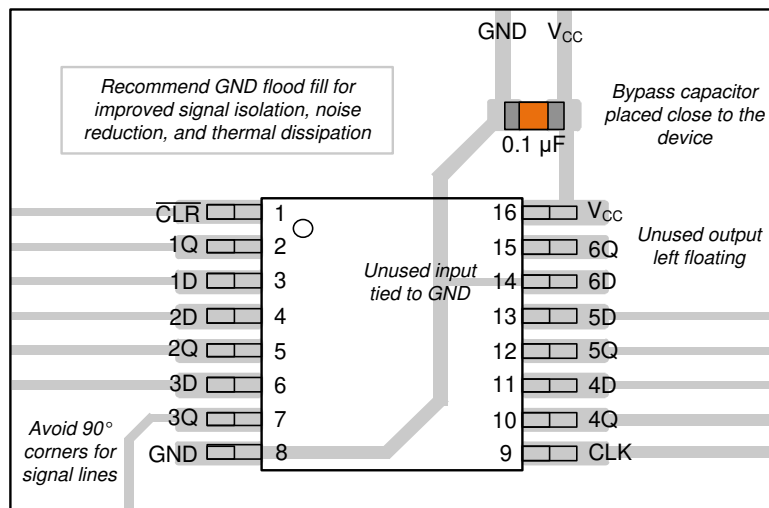 GND VCC
Recommend GND flood fill for
improved signal isolation, noise
reduction, and thermal dissipation
Bypass capacitor
placed close to the
device
0.1 µF
CLR 1 16 VCC
1Q 2 15 6Q
Unused output
left floating
1D 3 14 6D
Unused input
tied to GND
2D 4 13 5D
2Q 5 12 5Q
3D 6 11 4D
3Q 7 10 4Q
GND 8 9 CLK
Avoid 90°
corners for
signal lines